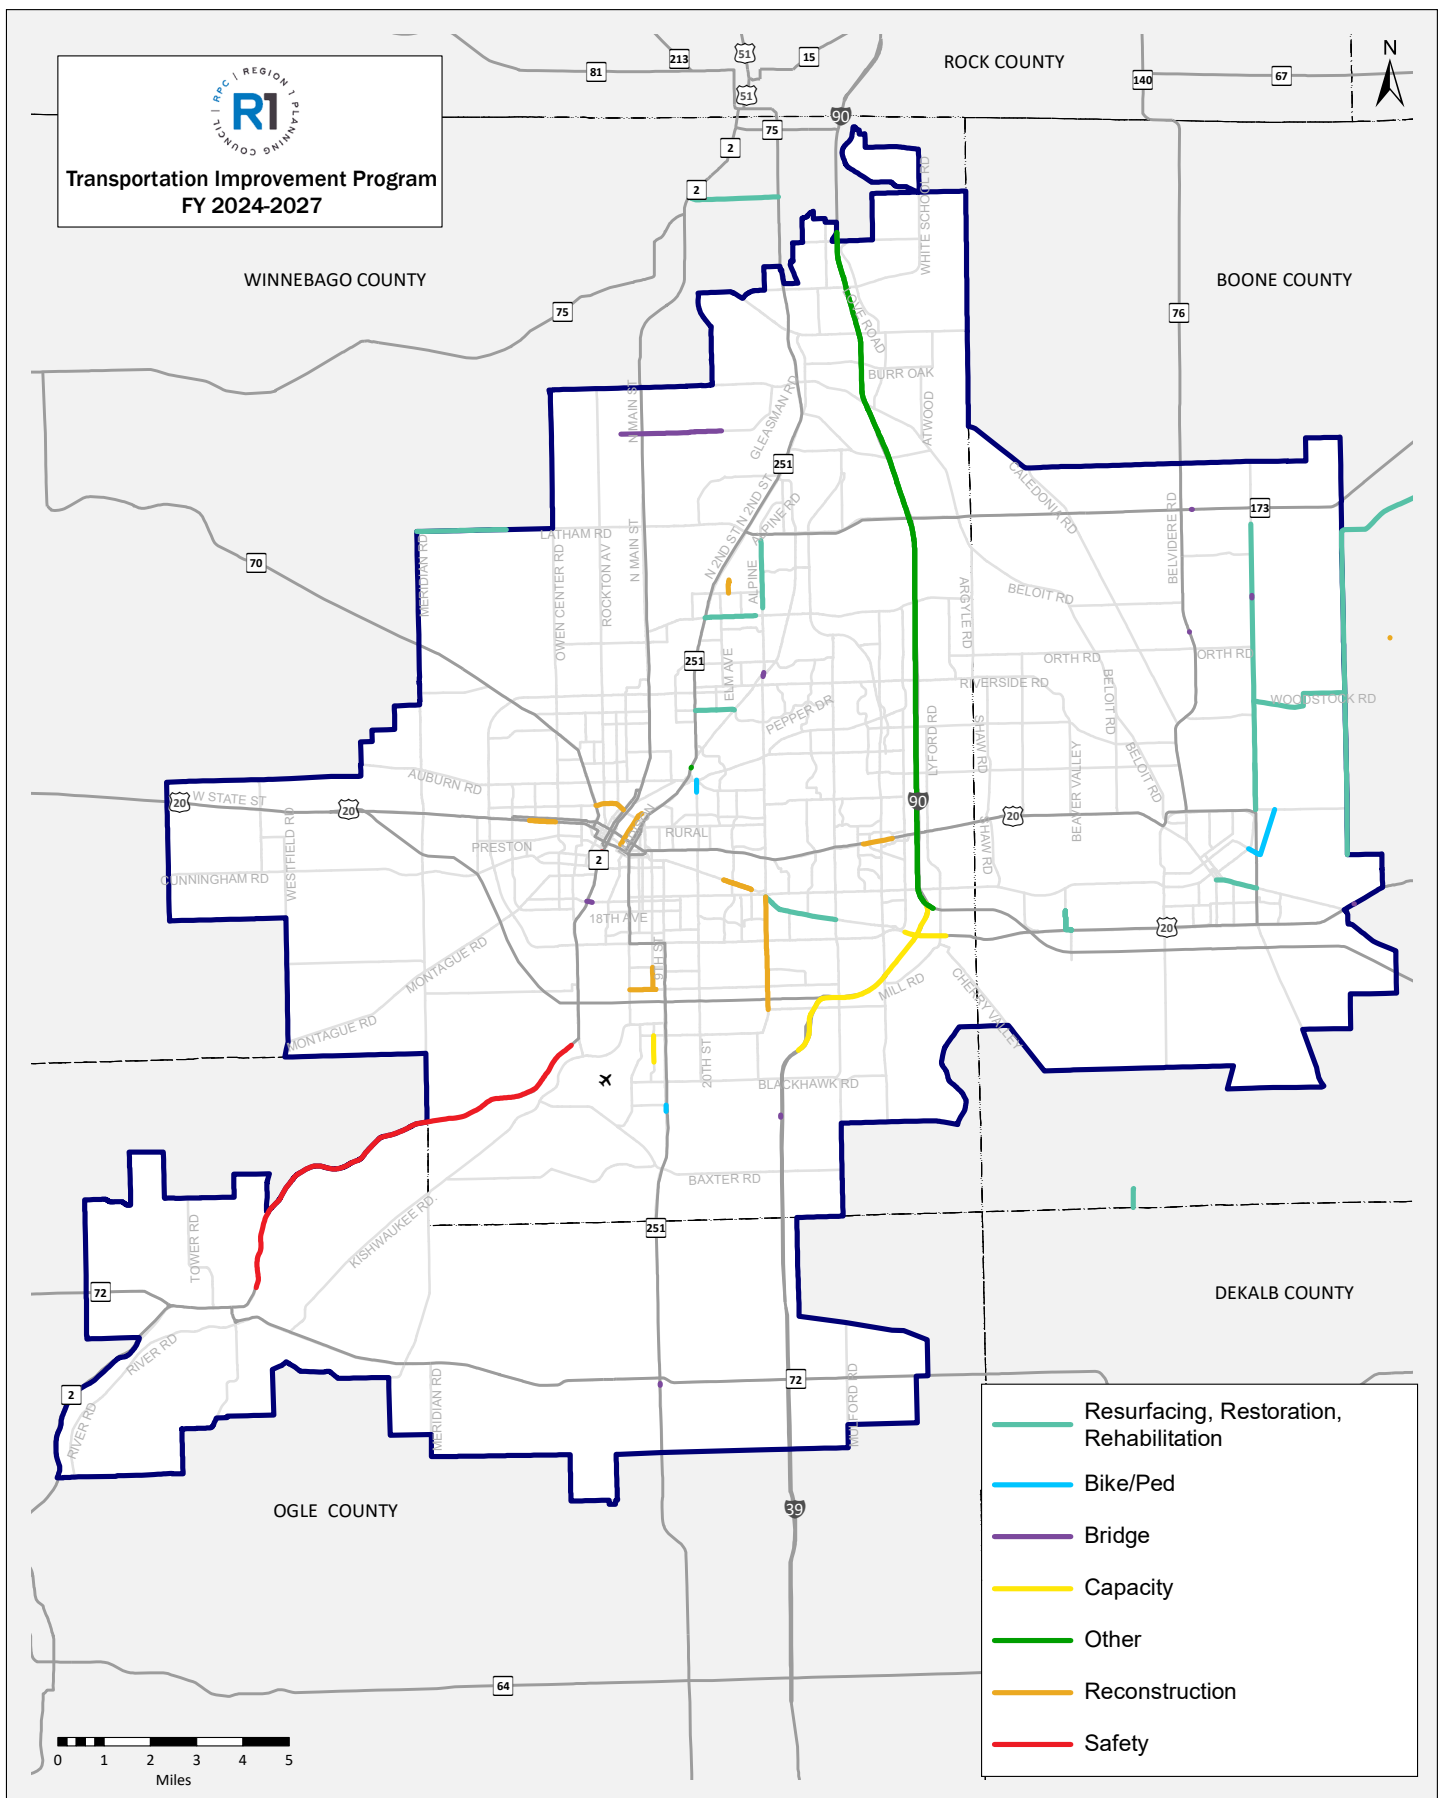 RPC | REGION 1 PLANNING COUNCIL |
R1
Transportation Improvement Program
FY 2024-2027
N
ROCK COUNTY
WINNEBAGO COUNTY
BOONE COUNTY
DEKALB COUNTY
OGLE COUNTY
81
213
51
15
51
90
75
2
2
140
67
75
76
WHITE SCHOOL RD
LOVE ROAD
BURR OAK
ATWOOD
N MAIN ST
GLEASMAN RD
251
173
CALEDONIA RD
BELVIDERE RD
70
MERIDIAN RD
LATHAM RD
OWEN CENTER RD
ROCKTON AV
N MAIN ST
N 2ND ST
N 2ND ST
ALPINE RD
ALPINE
ARGYLE RD
BELOIT RD
251
ELM AVE
ORTH RD
ORTH RD
RIVERSIDE RD
BELOIT RD
WOODSTOCK RD
PEPPER DR
LYFORD RD
SHAW RD
BEAVER VALLEY
BELOIT RD
AUBURN RD
20
W STATE ST
20
90
20
WESTFIELD RD
PRESTON
RURAL
2
SHAW RD
CUNNINGHAM RD
18TH AVE
20
MONTAGUE RD
9TH ST
MILL RD
CHERRY VALLEY
MONTAGUE RD
20TH ST
BLACKHAWK RD
BAXTER RD
TOWER RD
KISHWAUKEE RD.
251
72
RIVER RD
2
RIVER RD
MERIDIAN RD
72
MULFORD RD
39
64
Resurfacing, Restoration,
Rehabilitation
Bike/Ped
Bridge
Capacity
Other
Reconstruction
Safety
0 1 2 3 4 5
Miles